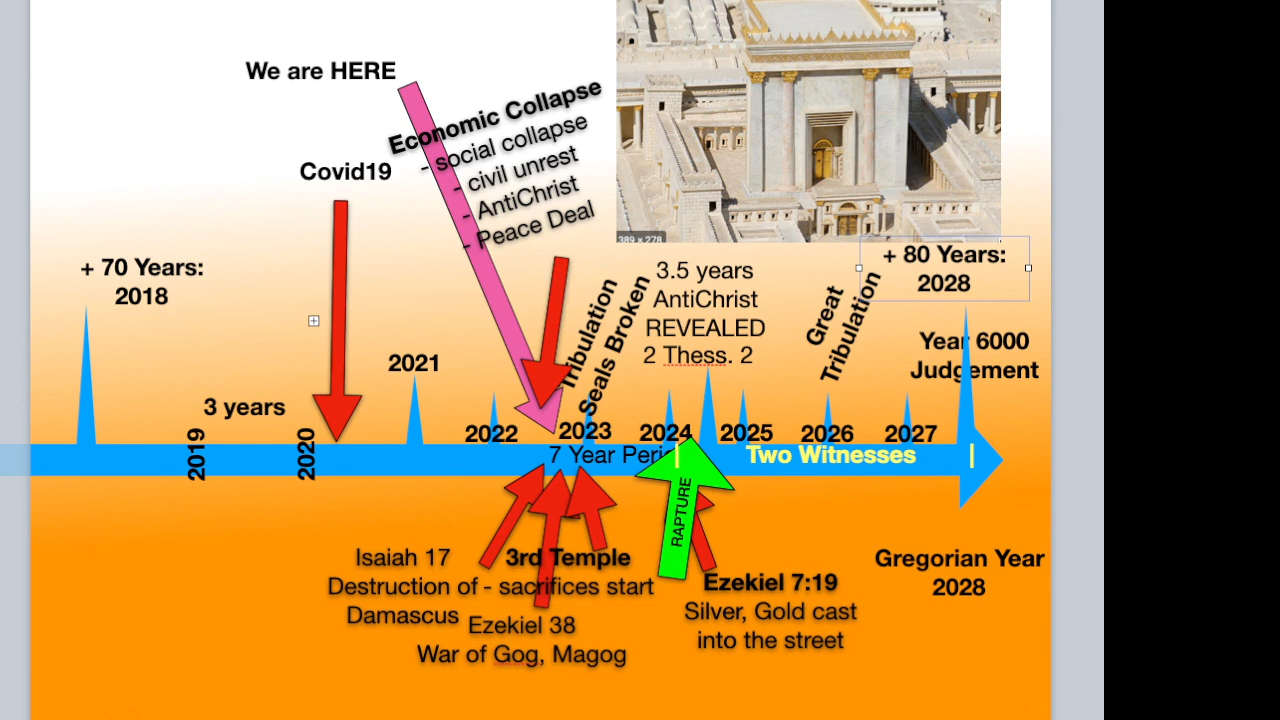 We are HERE
Economic Collapse
- social collapse
- civil unrest
- AntiChrist
- Peace Deal
Covid19
389 × 278
+ 70 Years:
2018
3.5 years
AntiChrist
REVEALED
2 Thess. 2
+ 80 Years:
2028
Tribulation
Seals Broken
Great
Tribulation
Year 6000
Judgement
2021
3 years
2019
2020
2022
2023
2024
2025
2026
2027
7 Year Peri
Two Witnesses
RAPTURE
Isaiah 17
Destruction of
Damascus
3rd Temple
- sacrifices start
Ezekiel 38
War of Gog, Magog
Ezekiel 7:19
Silver, Gold cast
into the street
Gregorian Year
2028